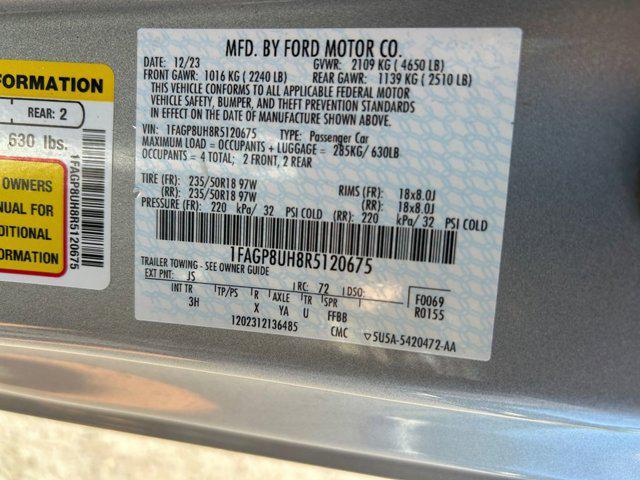 MFD. BY FORD MOTOR CO.
DATE: 12/23
GVWR: 2109 KG ( 4650 LB)
FRONT GAWR: 1016 KG ( 2240 LB)
REAR GAWR: 1139 KG ( 2510 LB)
THIS VEHICLE CONFORMS TO ALL APPLICABLE FEDERAL MOTOR
VEHICLE SAFETY, BUMPER, AND THEFT PREVENTION STANDARDS
IN EFFECT ON THE DATE OF MANUFACTURE SHOWN ABOVE.
VIN: 1FAGP8UH8R5120675
TYPE: Passenger Car
MAXIMUM LOAD = OCCUPANTS + LUGGAGE = 285KG/ 630LB
OCCUPANTS = 4 TOTAL; 2 FRONT, 2 REAR
TIRE (FR): 235/50R18 97W
RIMS (FR): 18x8.0J
(RR): 235/50R18 97W
(RR): 18x8.0J
PRESSURE (FR): 220 kPa/ 32 PSI COLD
(RR): 220 kPa/ 32 PSI COLD
1FAGP8UH8R5120675
TRAILER TOWING - SEE OWNER GUIDE
EXT PNT: JS
RC: 72
DSO:
F0069
R0155
INT TR TP/PS R AXLE TR SPR
3H X YA U FFBB
1202312136485
CMC
5U5A-5420472-AA
FORMATION
REAR: 2
630 lbs.
OWNERS
NUAL FOR
DITIONAL
ORMATION
1FAGP8UH8R5120675